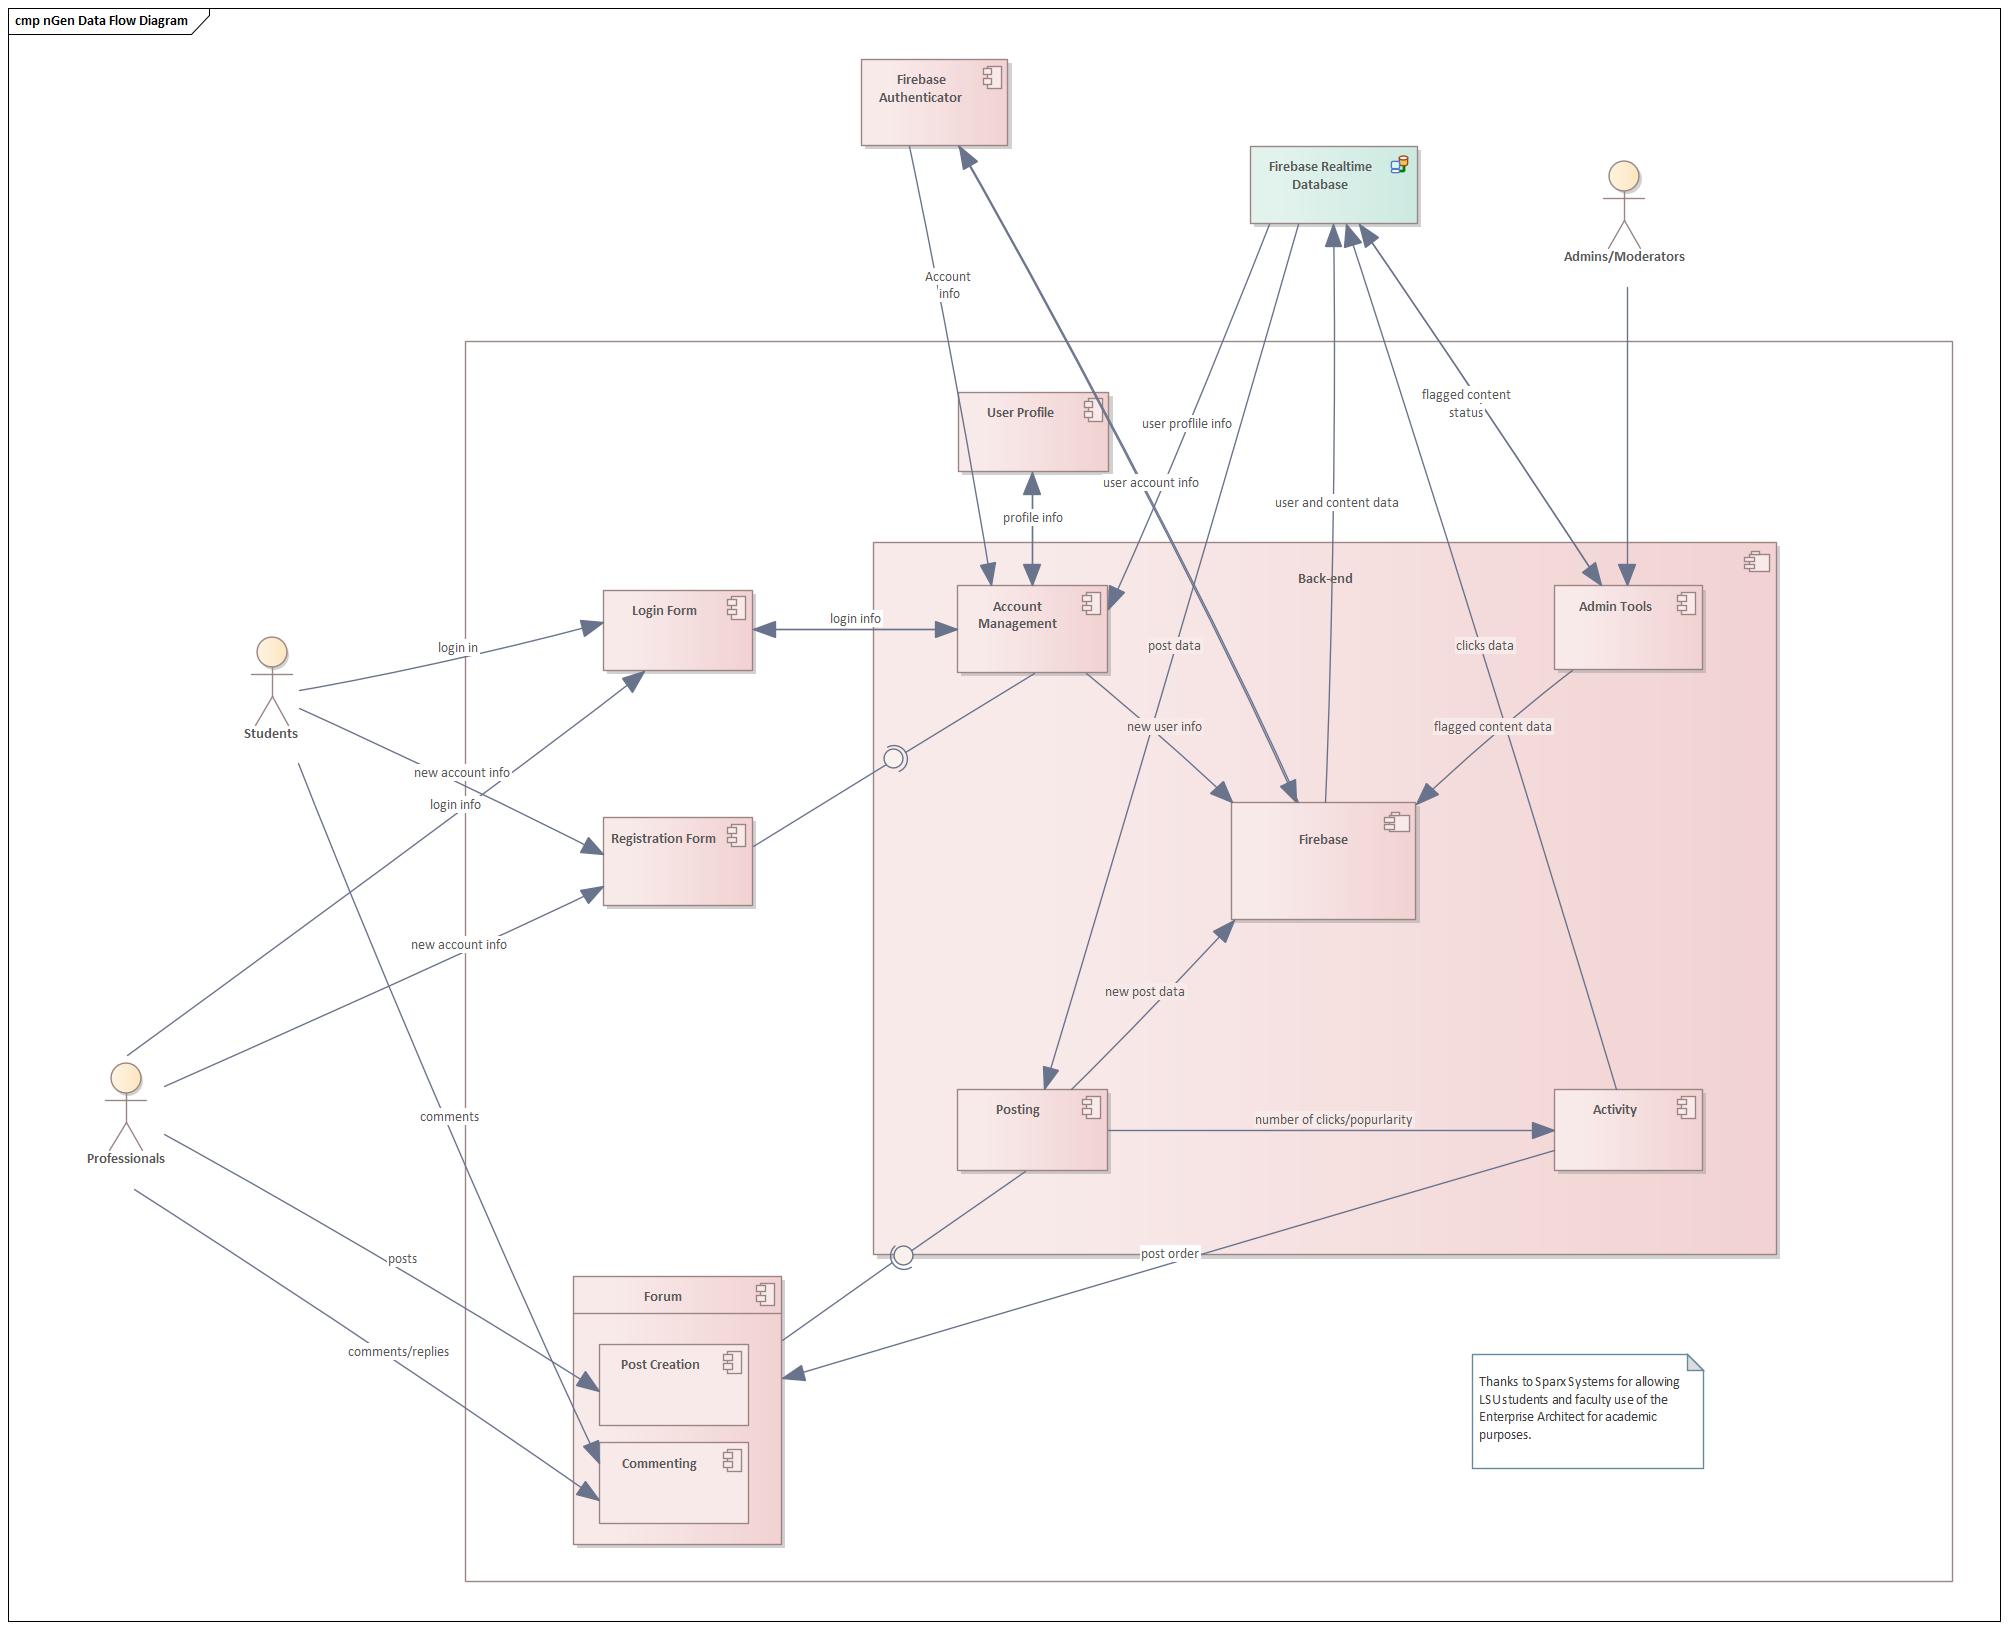 cmp nGen Data Flow Diagram
Firebase
Authenticator
Firebase Realtime
Database
Admins/Moderators
Account
info
flagged content
status
User Profile
user proflile info
user account info
user and content data
profile info
Back-end
Login Form
login info
Account
Management
Admin Tools
login in
post data
clicks data
Students
new user info
flagged content data
new account info
login info
Registration Form
Firebase
new account info
new post data
comments
Posting
number of clicks/popurlarity
Activity
Professionals
posts
post order
Forum
comments/replies
Post Creation
Commenting
Thanks to Sparx Systems for allowing
LSU students and faculty use of the
Enterprise Architect for academic
purposes.